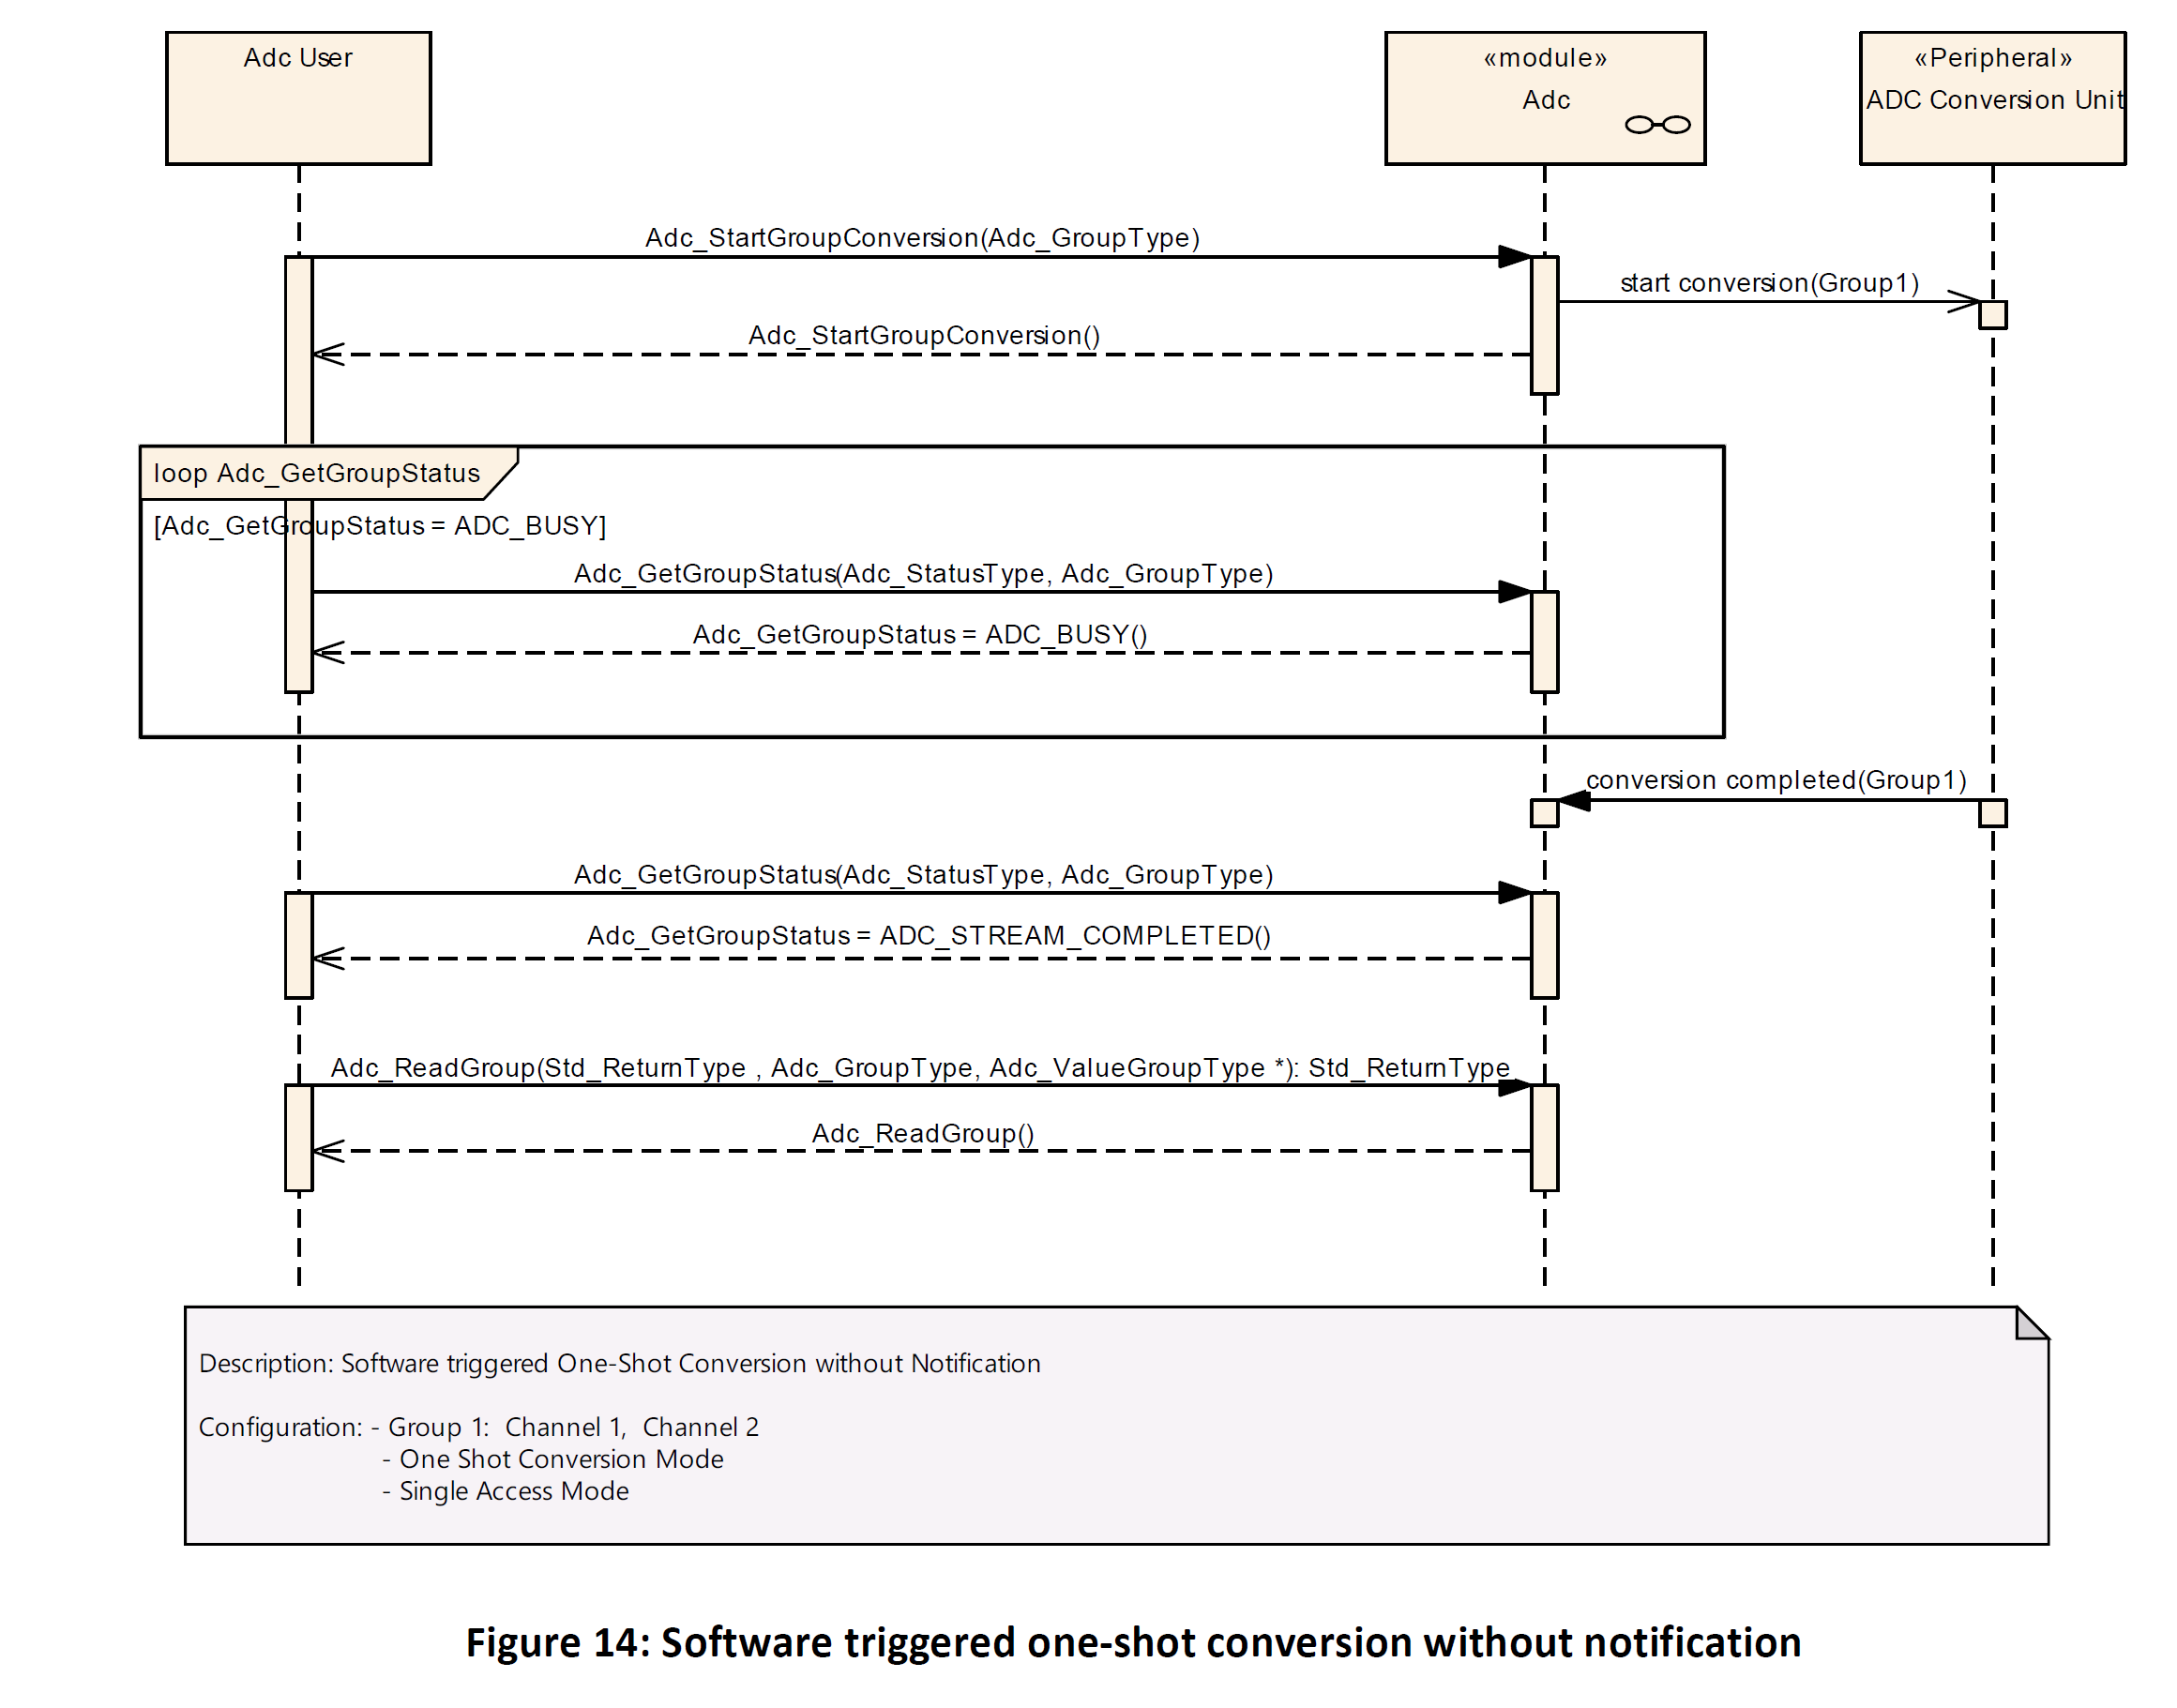 Adc User
«module»
Adc
«Peripheral»
ADC Conversion Unit
Adc_StartGroupConversion(Adc_GroupType)
start conversion(Group1)
Adc_StartGroupConversion()
loop Adc_GetGroupStatus
[Adc_GetGroupStatus = ADC_BUSY]
Adc_GetGroupStatus(Adc_StatusType, Adc_GroupType)
Adc_GetGroupStatus = ADC_BUSY()
conversion completed(Group1)
Adc_GetGroupStatus(Adc_StatusType, Adc_GroupType)
Adc_GetGroupStatus = ADC_STREAM_COMPLETED()
Adc_ReadGroup(Std_ReturnType , Adc_GroupType, Adc_ValueGroupType *): Std_ReturnType
Adc_ReadGroup()
Description: Software triggered One-Shot Conversion without Notification
Configuration: - Group 1: Channel 1, Channel 2
- One Shot Conversion Mode
- Single Access Mode
Figure 14: Software triggered one-shot conversion without notification